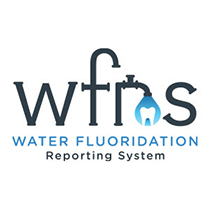 wfrs
WATER FLUORIDATION
Reporting System